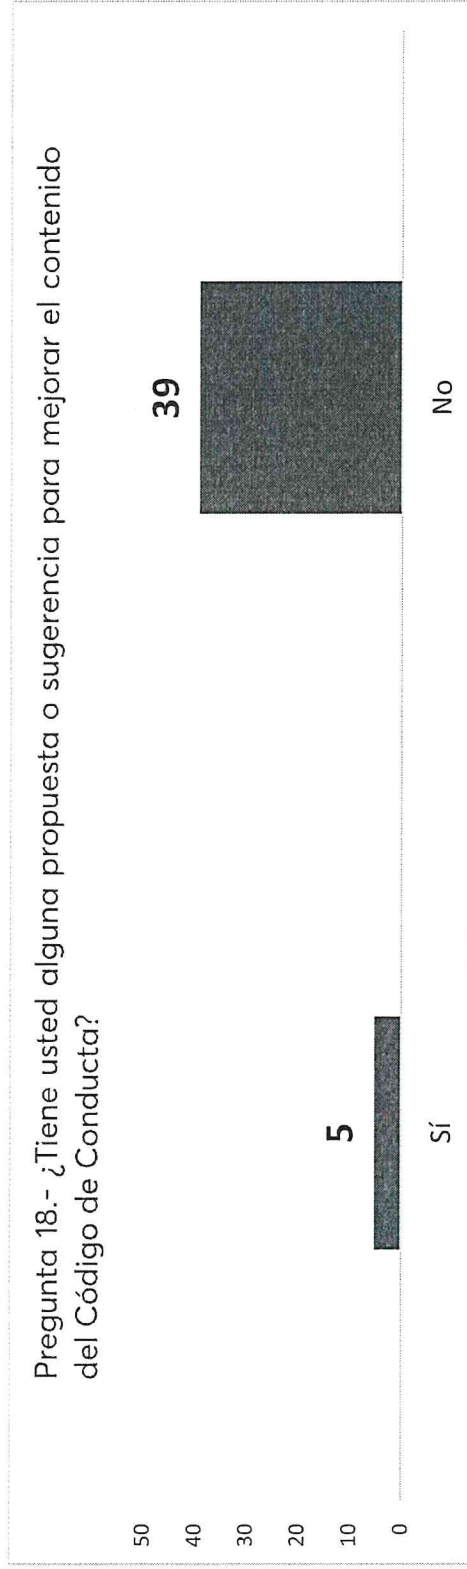 Pregunta 18.- ¿Tiene usted alguna propuesta o sugerencia para mejorar el contenido
del Código de Conducta?
50
40
30
20
10
0
5
39
Sí
No